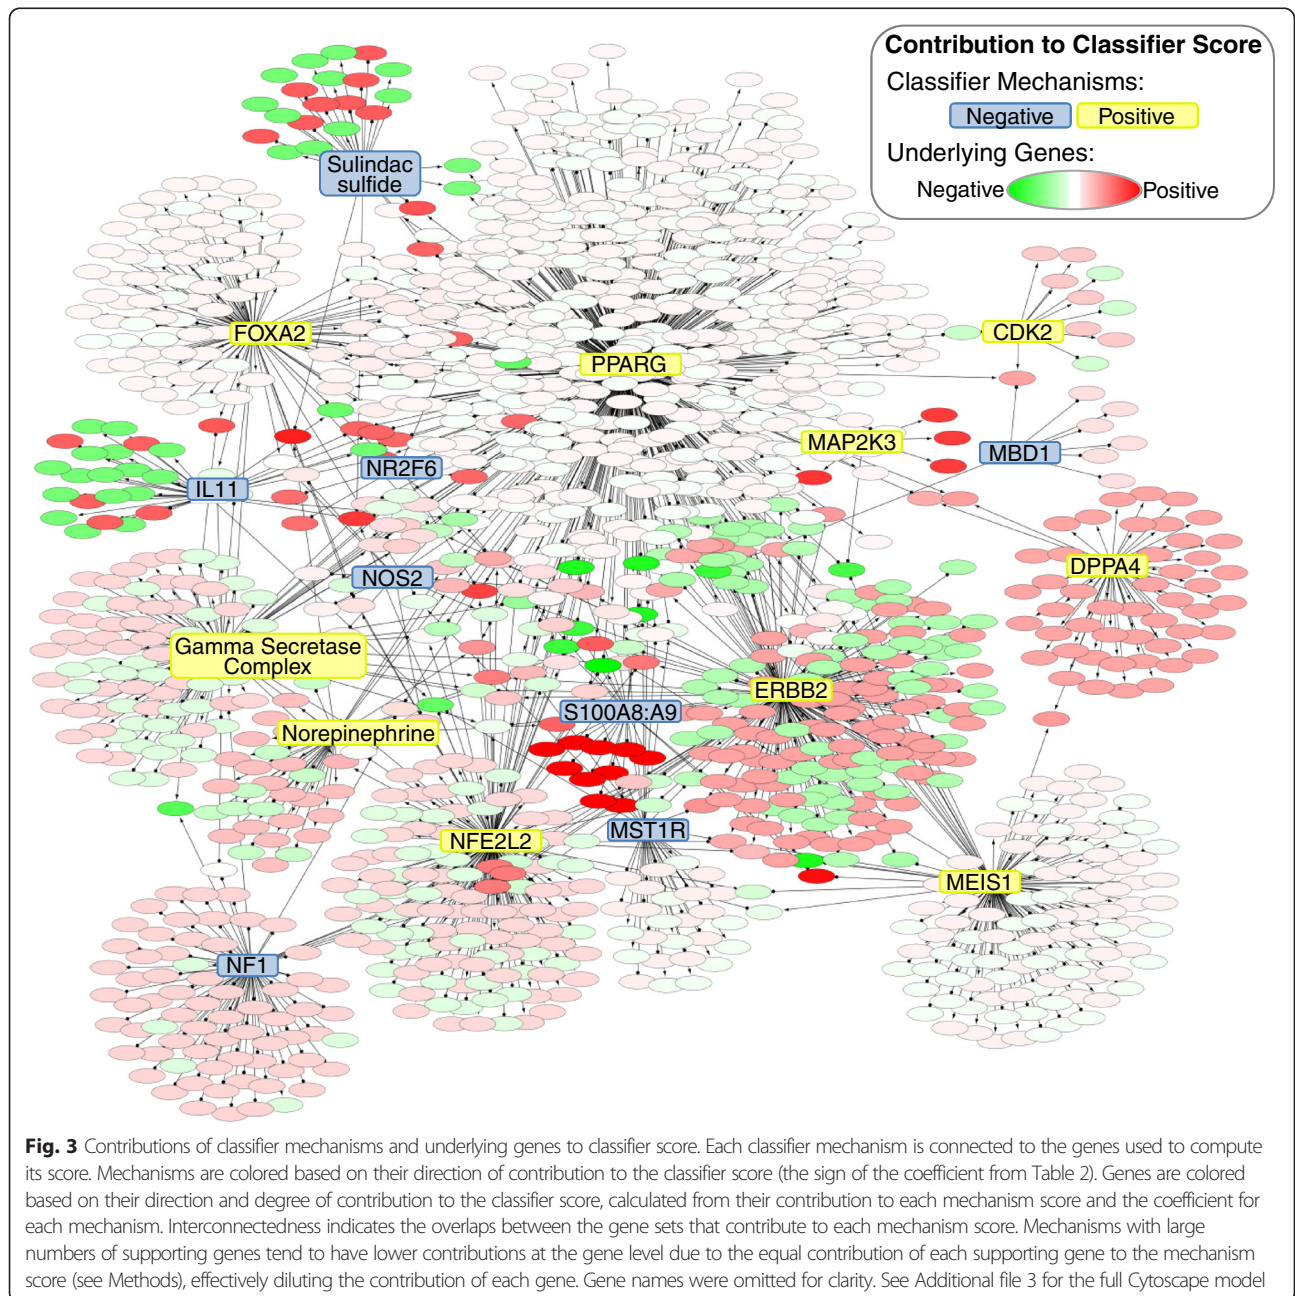 Contribution to Classifier Score
Classifier Mechanisms:
Negative Positive
Underlying Genes:
Negative Positive
Sulindac
sulfide
FOXA2
PPARG
CDK2
MAP2K3
MBD1
NR2F6
IL11
NOS2
DPPA4
Gamma Secretase
Complex
ERBB2
S100A8:A9
Norepinephrine
MST1R
NFE2L2
MEIS1
NF1
Fig. 3 Contributions of classifier mechanisms and underlying genes to classifier score. Each classifier mechanism is connected to the genes used to compute
its score. Mechanisms are colored based on their direction of contribution to the classifier score (the sign of the coefficient from Table 2). Genes are colored
based on their direction and degree of contribution to the classifier score, calculated from their contribution to each mechanism score and the coefficient for
each mechanism. Interconnectedness indicates the overlaps between the gene sets that contribute to each mechanism score. Mechanisms with large
numbers of supporting genes tend to have lower contributions at the gene level due to the equal contribution of each supporting gene to the mechanism
score (see Methods), effectively diluting the contribution of each gene. Gene names were omitted for clarity. See Additional file 3 for the full Cytoscape model